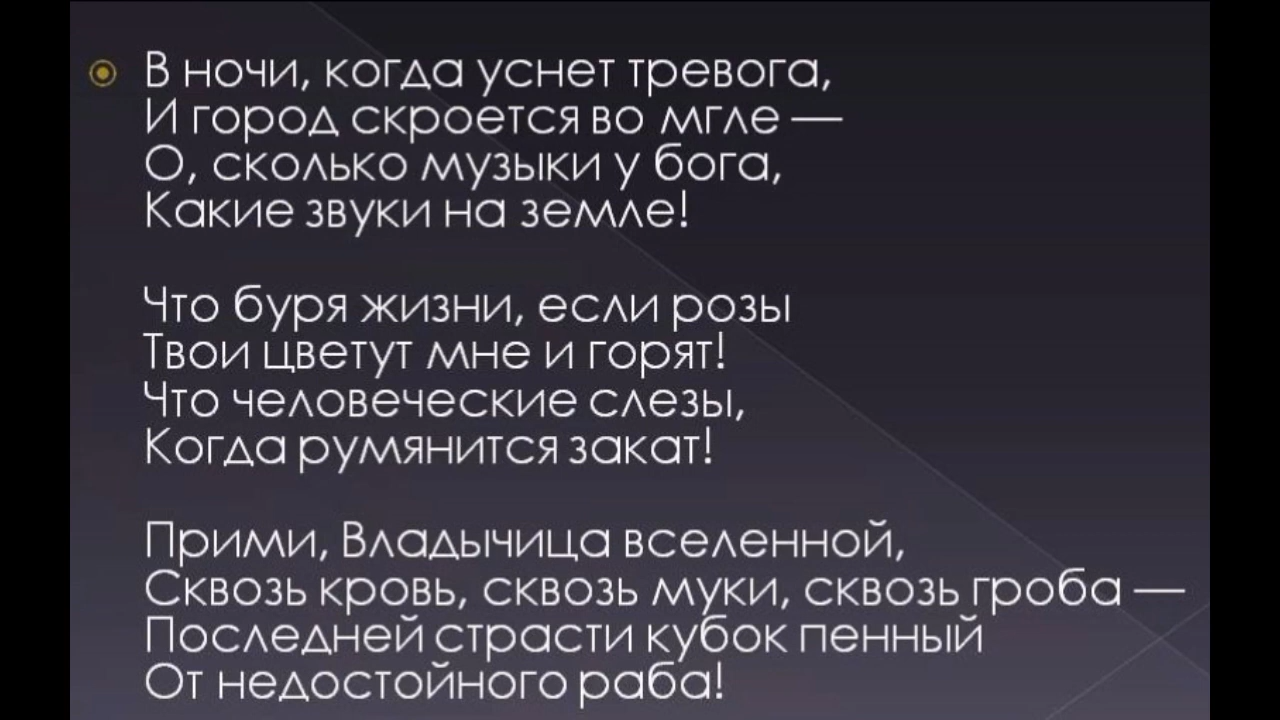 В ночи, когда уснет тревога,
И город скроется во мгле —
О, сколько музыки у бога,
Какие звуки на земле!
Что буря жизни, если розы
Твои цветут мне и горят!
Что человеческие слезы,
Когда румянится закат!
Прими, Владычица вселенной,
Сквозь кровь, сквозь муки, сквозь гроба —
Последней страсти кубок пенный
От недостойного раба!